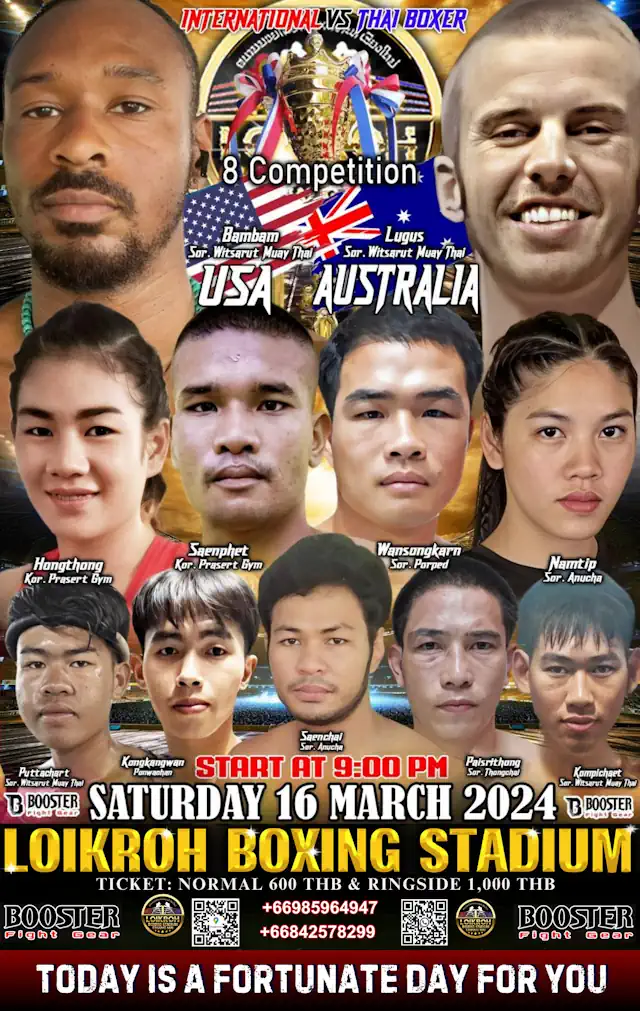 INTERNATIONAL VS THAI BOXER
8 Competition
Bambam
Sor. Witsarut Muay Thai
USA
Lugus
Sor. Witsarut Muay Thai
AUSTRALIA
Hongthong
Kor. Prasert Gym
Saenphet
Kor. Prasert Gym
Wansongkarn
Sor. Porped
Namtip
Sor. Anucha
Puttachart
Sor. Witsarut Muay Thai
Kongkangwan
Saenchai
Sor. Anucha
Paisrithong
Sor. Thongchai
Kompichaet
Sor. Witsarut Muay Thai
START AT 9:00 PM
BOOSTER
Fight Gear
SATURDAY 16 MARCH 2024
BOOSTER
Fight Gear
LOIKROH BOXING STADIUM
TICKET: NORMAL 600 THB & RINGSIDE 1,000 THB
BOOSTER
Fight Gear
LOIKROH
+66985964947
+66842578299
LOIKROH
BOOSTER
Fight Gear
TODAY IS A FORTUNATE DAY FOR YOU